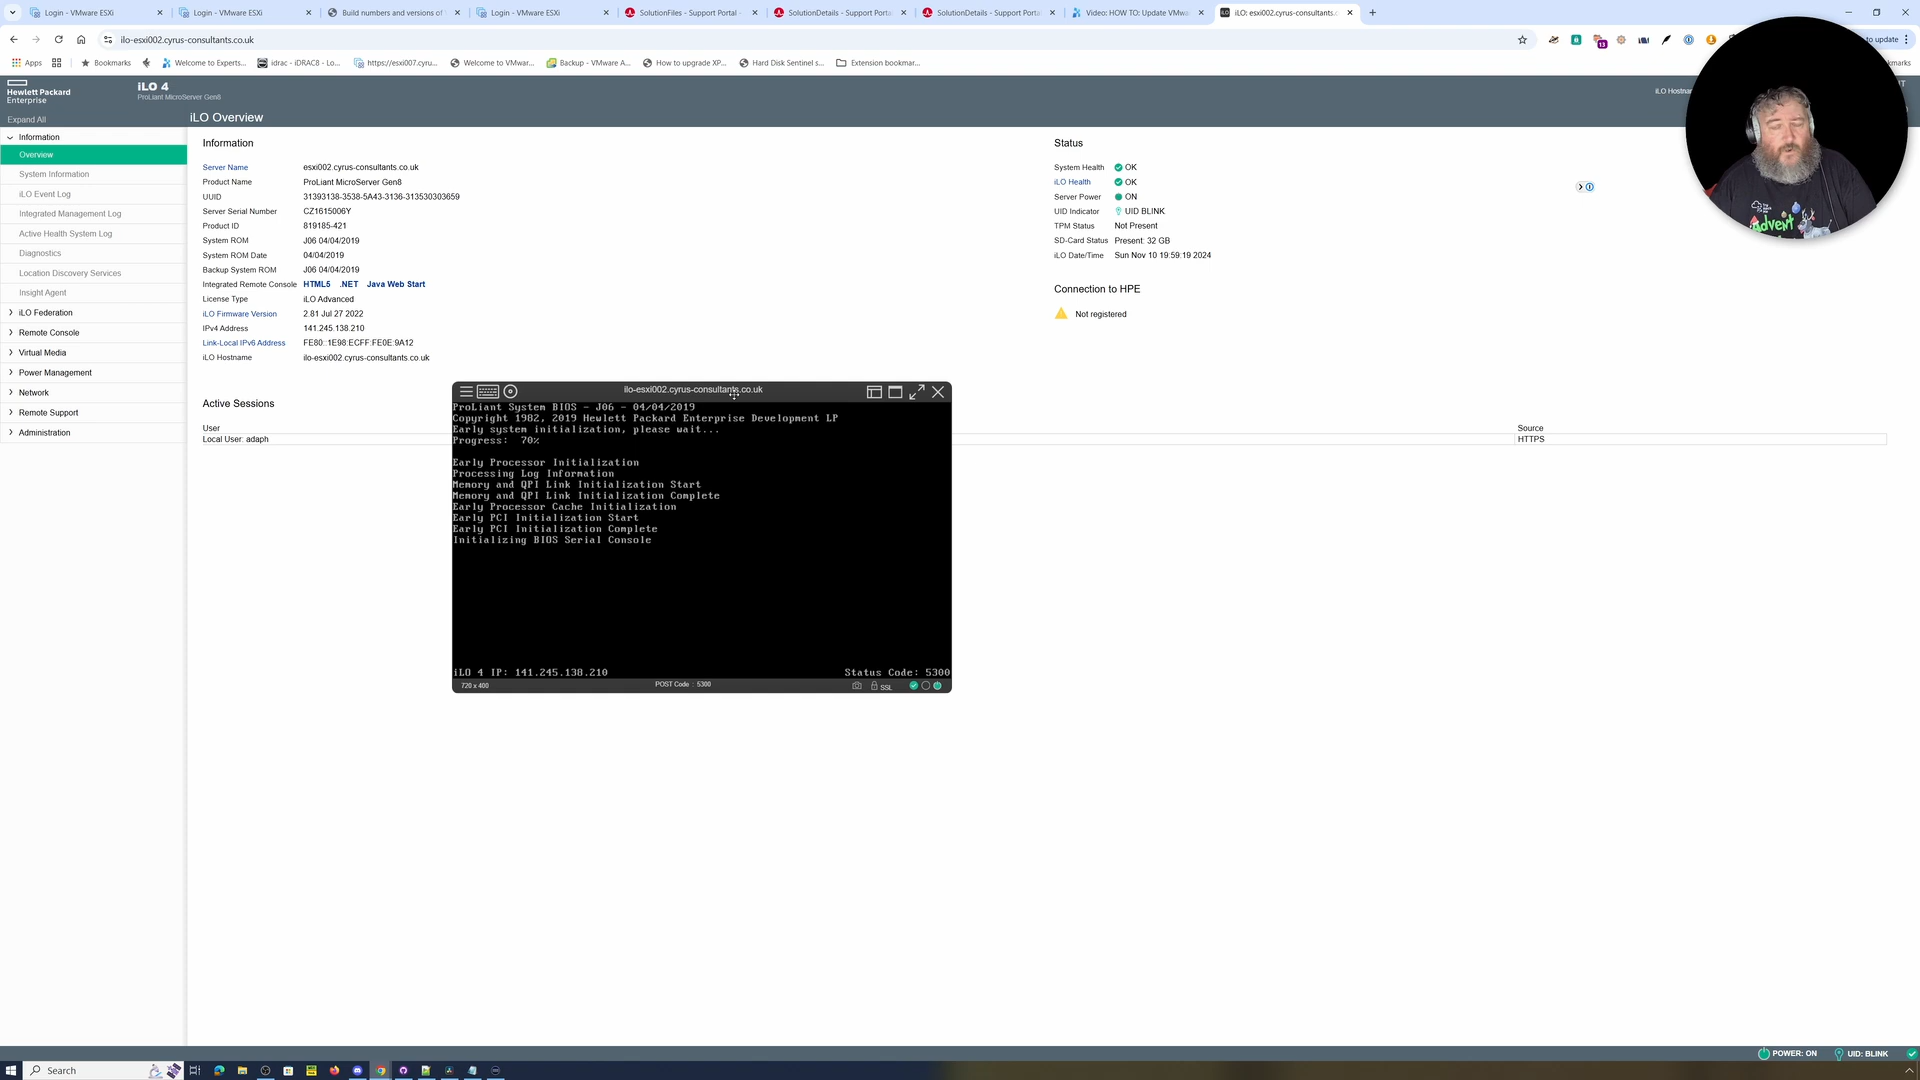 Login - VMware ESXi
Login - VMware ESXi
Build numbers and versions of
Login - VMware ESXi
SolutionFiles - Support Portal -
SolutionDetails - Support Porta
SolutionDetails - Support Porta
Video: HOW TO: Update VMwa
iLO: esxi002.cyrus-consultants.c
ilo-esxi002.cyrus-consultants.co.uk
13
to update
Apps
Bookmarks
Welcome to Experts...
idrac - iDRAC8 - Lo...
https://esxi007.cyru...
Welcome to VMwar...
Backup - VMware A...
How to upgrade XP...
Hard Disk Sentinel s...
Extension bookmar...
kmarks
Hewlett Packard
Enterprise
iLO 4
ProLiant MicroServer Gen8
iLO Hostna
Expand All
iLO Overview
Information
Overview
System Information
iLO Event Log
Integrated Management Log
Active Health System Log
Diagnostics
Location Discovery Services
Insight Agent
iLO Federation
Remote Console
Virtual Media
Power Management
Network
Remote Support
Administration
Information
Server Name esxi002.cyrus-consultants.co.uk
Product Name ProLiant MicroServer Gen8
UUID 31393138-3538-5A43-3136-313530303659
Server Serial Number CZ1615006Y
Product ID 819185-421
System ROM J06 04/04/2019
System ROM Date 04/04/2019
Backup System ROM J06 04/04/2019
Integrated Remote Console HTML5 .NET Java Web Start
License Type iLO Advanced
iLO Firmware Version 2.81 Jul 27 2022
IPv4 Address 141.245.138.210
Link-Local IPv6 Address FE80::1E98:ECFF:FE0E:9A12
iLO Hostname ilo-esxi002.cyrus-consultants.co.uk
Status
System Health OK
iLO Health OK
Server Power ON
UID Indicator UID BLINK
TPM Status Not Present
SD-Card Status Present: 32 GB
iLO Date/Time Sun Nov 10 19:59:19 2024
Connection to HPE
Not registered
Active Sessions
User
Source
Local User: adaph
HTTPS
ilo-esxi002.cyrus-consultants.co.uk
ProLiant System BIOS - J06 - 04/04/2019
Copyright 1982, 2019 Hewlett Packard Enterprise Development LP
Early system initialization, please wait...
Progress: 70%
Early Processor Initialization
Processing Log Information
Memory and QPI Link Initialization Start
Memory and QPI Link Initialization Complete
Early Processor Cache Initialization
Early PCI Initialization Start
Early PCI Initialization Complete
Initializing BIOS Serial Console
iLO 4 IP: 141.245.138.210
Status Code: 5300
720 x 400
POST Code : 5300
SSL
Advent
POWER: ON
UID: BLINK
Search